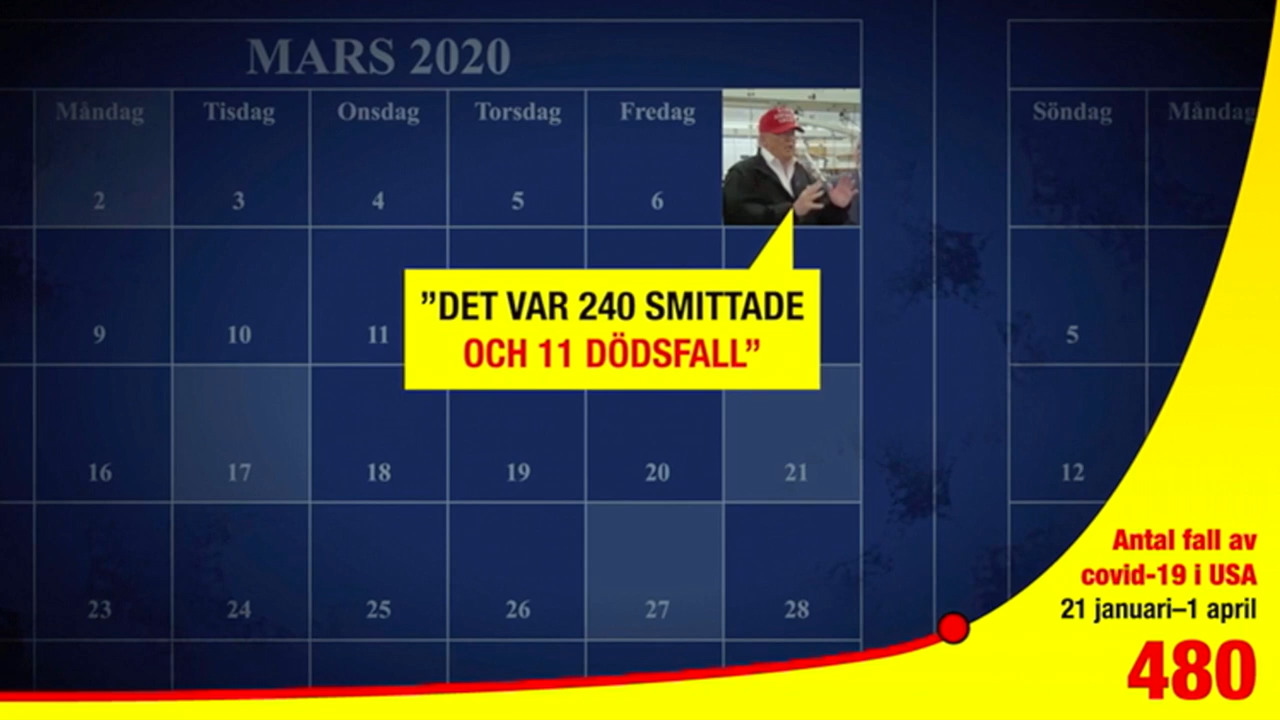 MARS 2020
Måndag Tisdag Onsdag Torsdag Fredag Söndag Måndag
2 3 4 5 6
”DET VAR 240 SMITTADE
OCH 11 DÖDSFALL”
9 10 11 5
16 17 18 19 20 21 12
Antal fall av
covid-19 i USA
21 januari–1 april
23 24 25 26 27 28
480